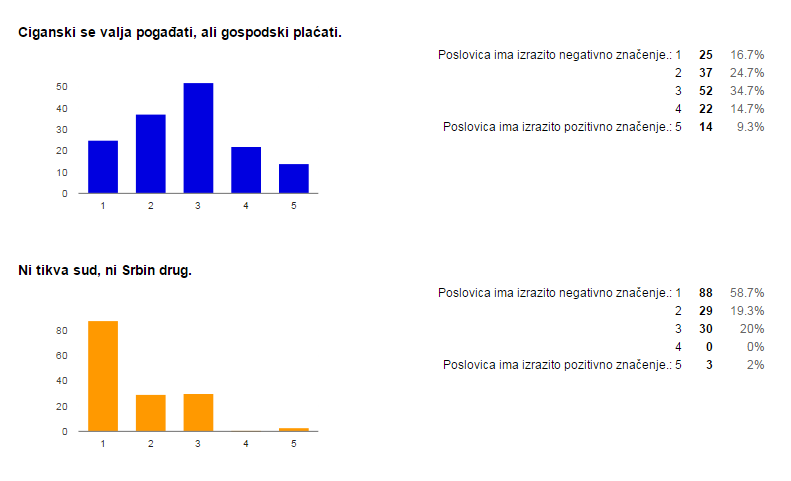 Ciganski se valja pogađati, ali gospodski plaćati.
Poslovica ima izrazito negativno značenje.: 1 25 16.7%
2 37 24.7%
3 52 34.7%
4 22 14.7%
Poslovica ima izrazito pozitivno značenje.: 5 14 9.3%
50
40
30
20
10
0
1 2 3 4 5
Ni tikva sud, ni Srbin drug.
Poslovica ima izrazito negativno značenje.: 1 88 58.7%
2 29 19.3%
3 30 20%
4 0 0%
Poslovica ima izrazito pozitivno značenje.: 5 3 2%
80
60
40
20
0
1 2 3 4 5